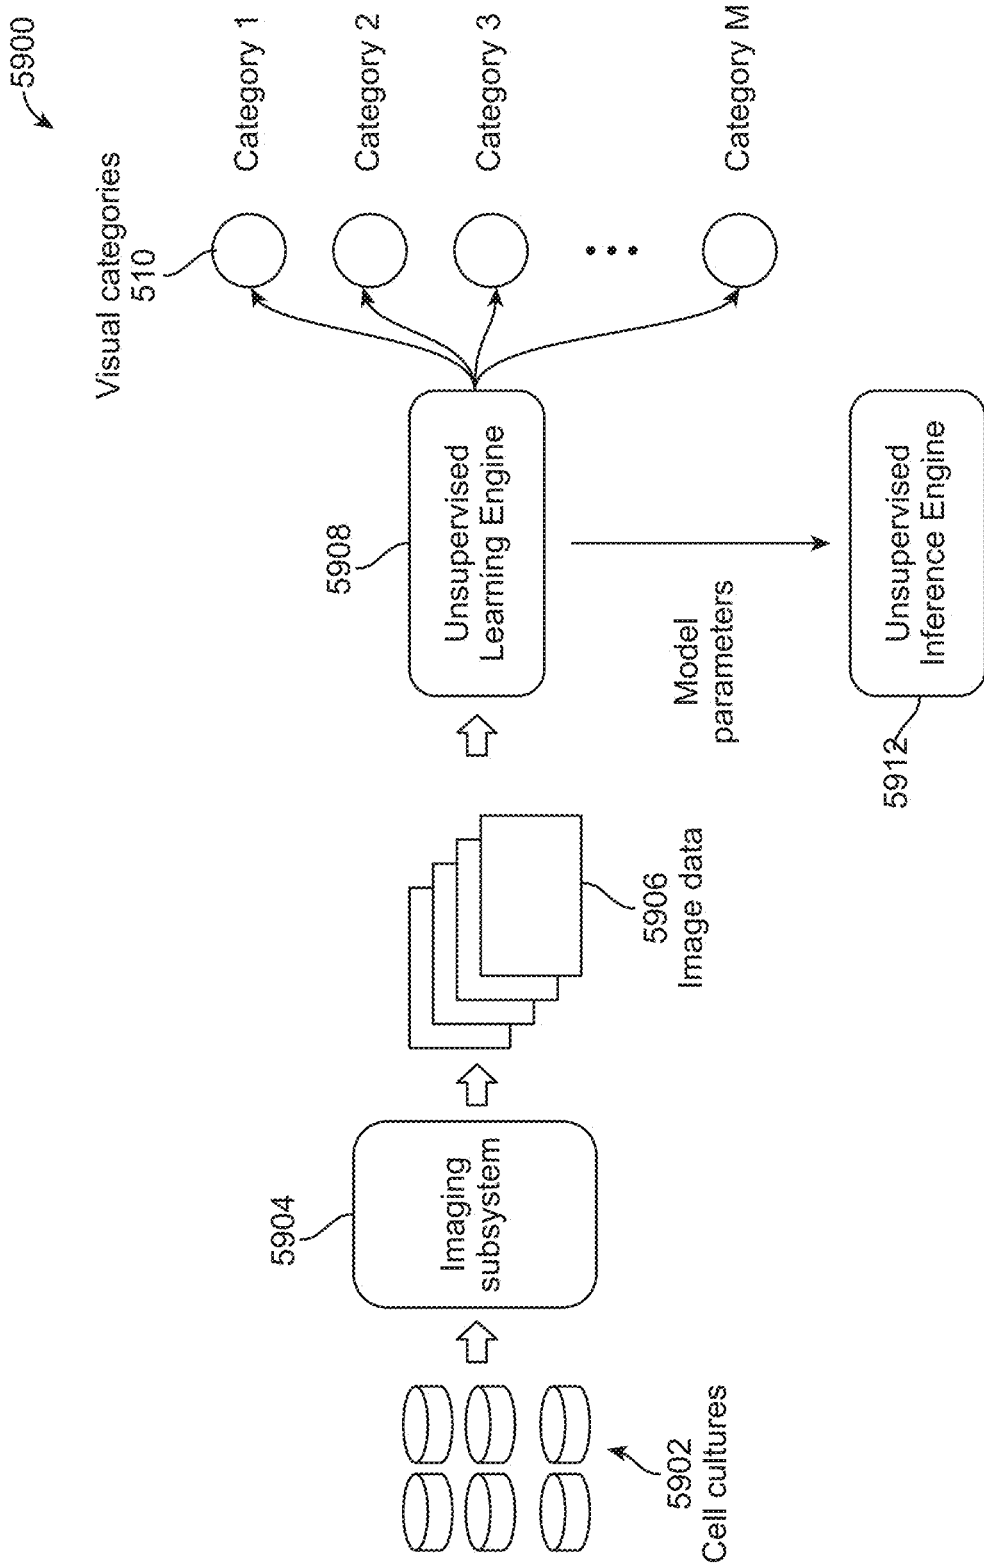 5900
Visual categories
510
Category 1
Category 2
Category 3
Category M
5908
Unsupervised
Learning Engine
5904
Imaging
subsystem
5906
Image data
5902
Cell cultures
Model
parameters
5912
Unsupervised
Inference Engine